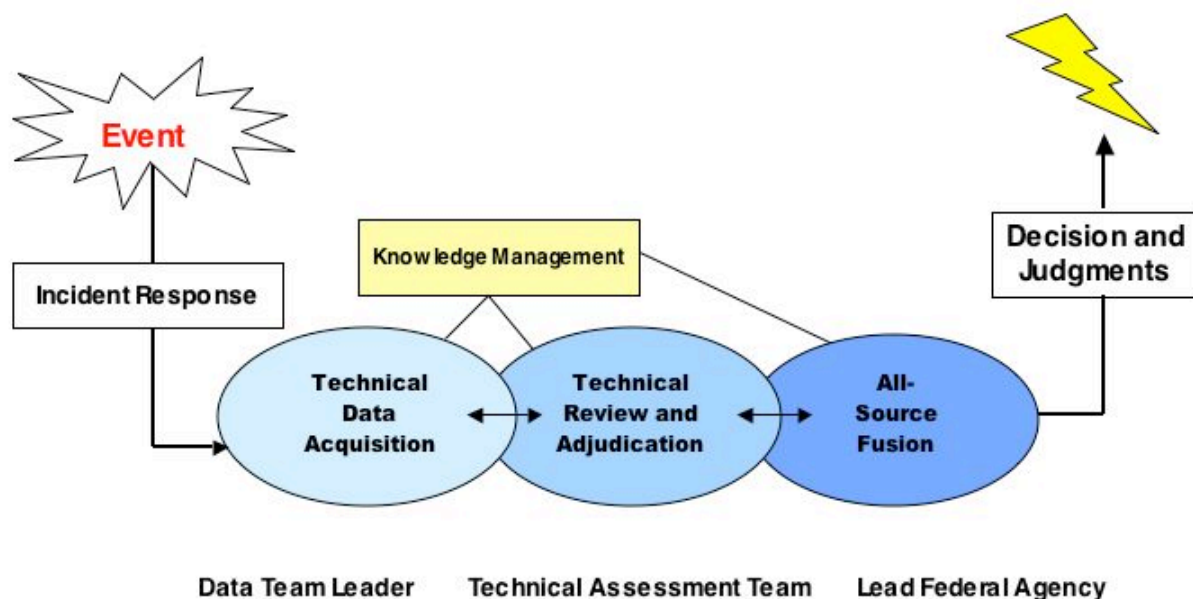 Event
Knowledge Management
Decision and
Judgments
Incident Response
Technical
Data
Acquisition
Technical
Review and
Adjudication
All-
Source
Fusion
Data Team Leader
Technical Assessment Team
Lead Federal Agency